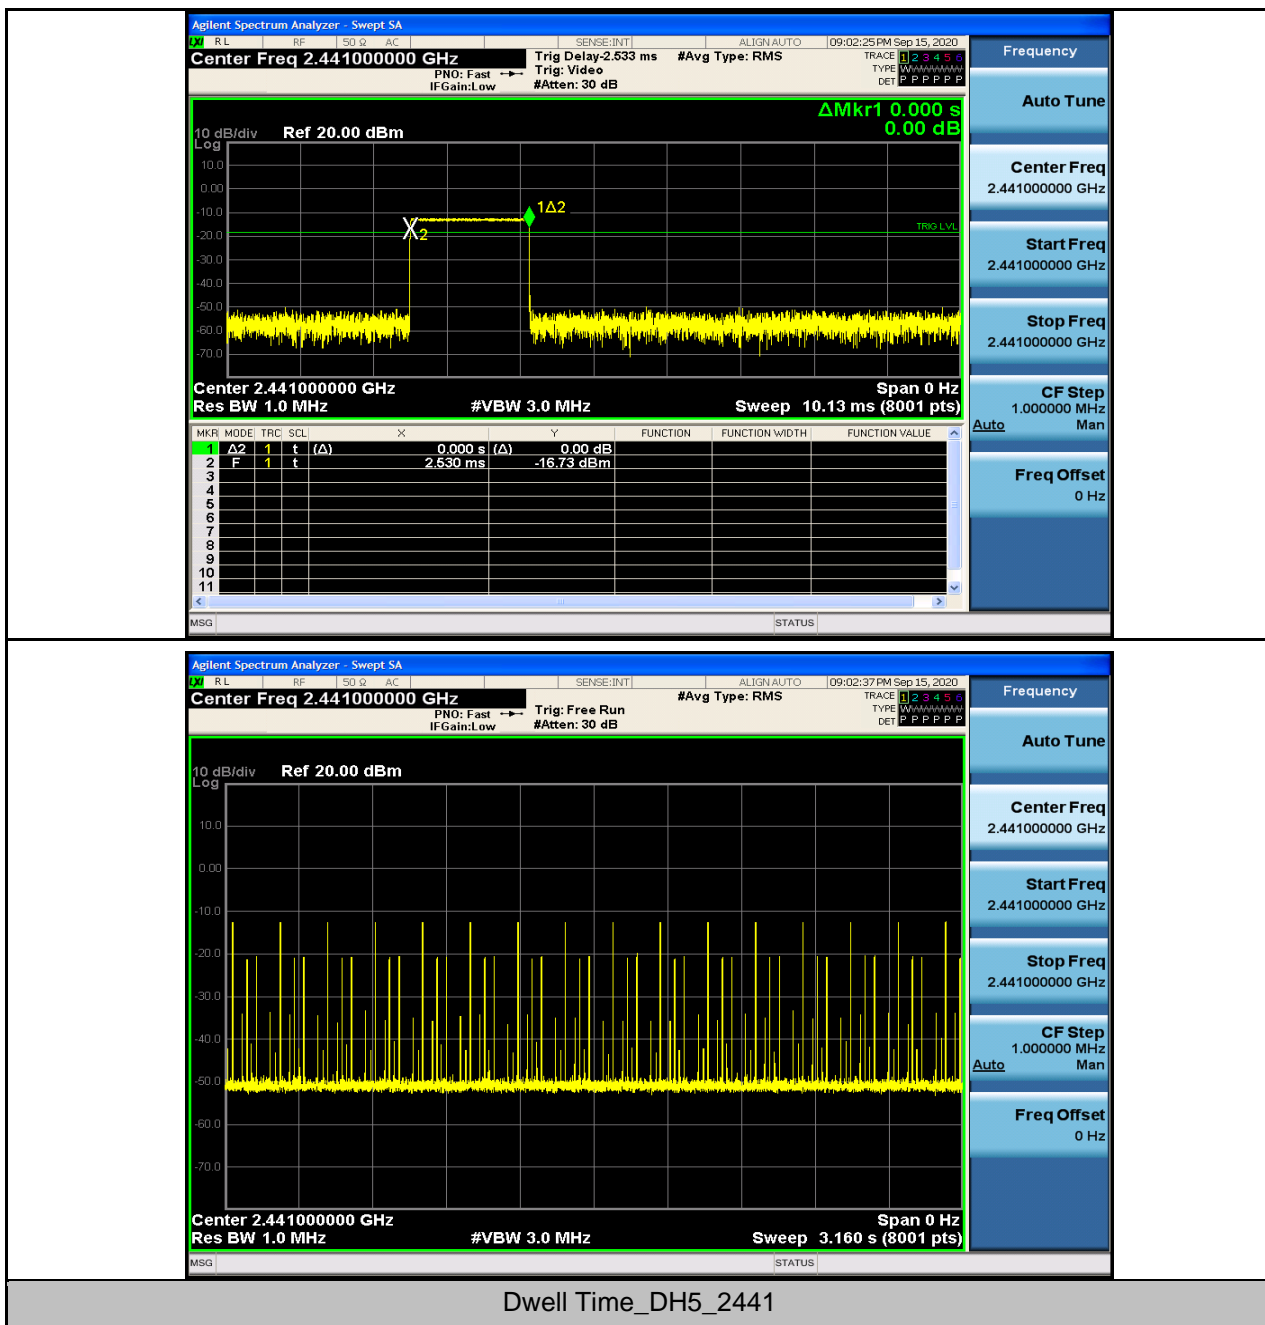 Agilent Spectrum Analyzer - Swept SA
LXI RL RF 50 Ω AC SENSE:INT ALIGN AUTO 09:02:25 PM Sep 15, 2020
Center Freq 2.441000000 GHz
PNO: Fast
IFGain:Low
Trig Delay-2.533 ms
Trig: Video
#Atten: 30 dB
#Avg Type: RMS
TRACE 1 2 3 4 5 6
TYPE WWWWWW
DET P P P P P P
ΔMkr1 0.000 s
0.00 dB
10 dB/div Ref 20.00 dBm
Log
10.0
0.00
-10.0
-20.0
-30.0
-40.0
-50.0
-60.0
-70.0
1Δ2
X2
TRIG LVL
Center 2.441000000 GHz Span 0 Hz
Res BW 1.0 MHz #VBW 3.0 MHz Sweep 10.13 ms (8001 pts)
MKR MODE TRC SCL X Y FUNCTION FUNCTION WIDTH FUNCTION VALUE
1 Δ2 1 t (Δ) 0.000 s (Δ) 0.00 dB
2 F 1 t 2.530 ms -16.73 dBm
3
4
5
6
7
8
9
10
11
MSG STATUS
Frequency
Auto Tune
Center Freq
2.441000000 GHz
Start Freq
2.441000000 GHz
Stop Freq
2.441000000 GHz
CF Step
1.000000 MHz
Auto Man
Freq Offset
0 Hz
Agilent Spectrum Analyzer - Swept SA
LXI RL RF 50 Ω AC SENSE:INT ALIGN AUTO 09:02:37 PM Sep 15, 2020
Center Freq 2.441000000 GHz
PNO: Fast
IFGain:Low
Trig: Free Run
#Atten: 30 dB
#Avg Type: RMS
TRACE 1 2 3 4 5 6
TYPE WWWWWW
DET P P P P P P
10 dB/div Ref 20.00 dBm
Log
10.0
0.00
-10.0
-20.0
-30.0
-40.0
-50.0
-60.0
-70.0
Center 2.441000000 GHz Span 0 Hz
Res BW 1.0 MHz #VBW 3.0 MHz Sweep 3.160 s (8001 pts)
MSG STATUS
Frequency
Auto Tune
Center Freq
2.441000000 GHz
Start Freq
2.441000000 GHz
Stop Freq
2.441000000 GHz
CF Step
1.000000 MHz
Auto Man
Freq Offset
0 Hz
Dwell Time_DH5_2441